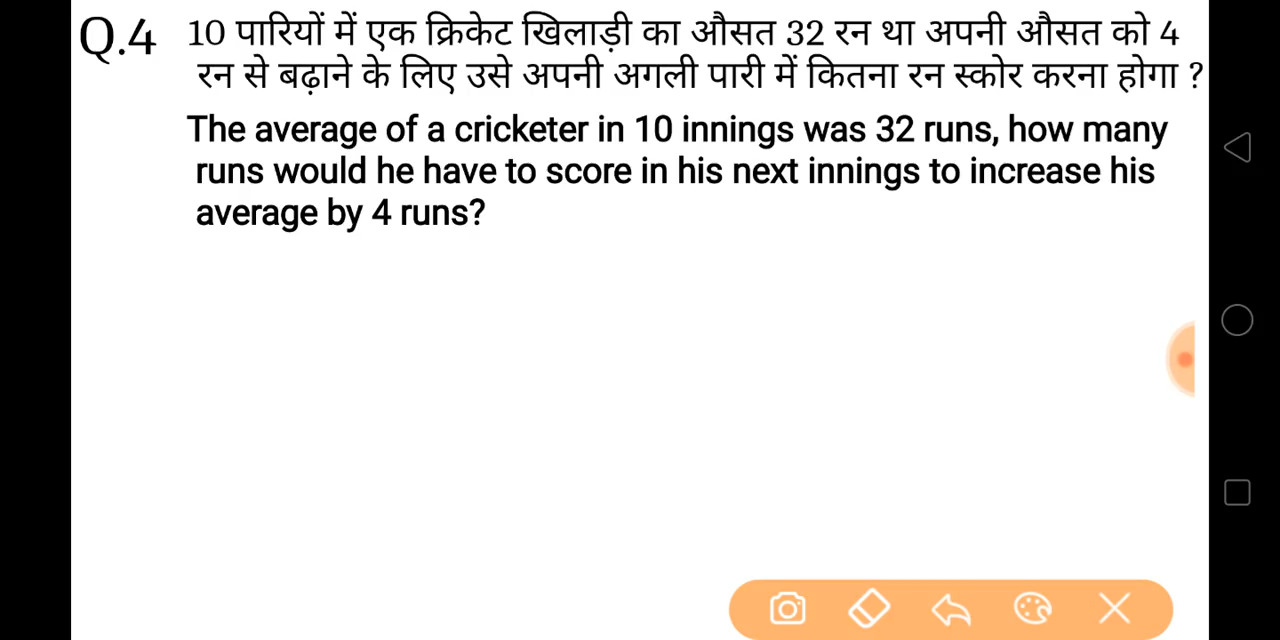 Q.4 10 पारियों में एक क्रिकेट खिलाड़ी का औसत 32 रन था अपनी औसत को 4
रन से बढ़ाने के लिए उसे अपनी अगली पारी में कितना रन स्कोर करना होगा ?
The average of a cricketer in 10 innings was 32 runs, how many
runs would he have to score in his next innings to increase his
average by 4 runs?